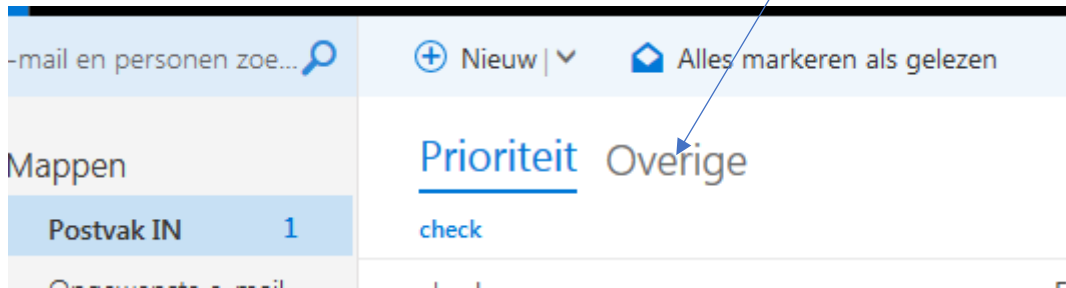 -mail en personen zoe...
Nieuw
Alles markeren als gelezen
Mappen
Prioriteit Overige
Postvak IN 1
check